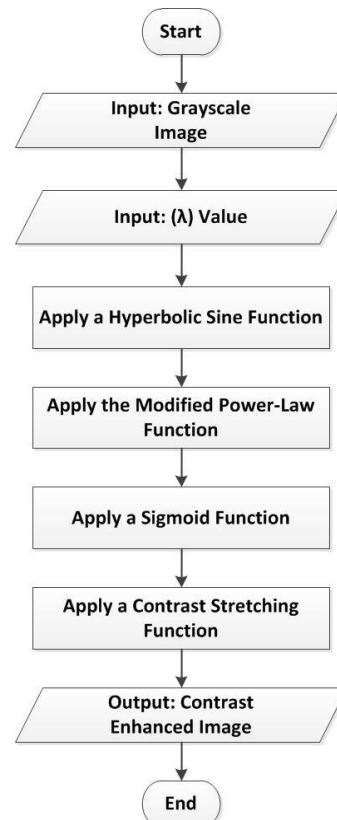 Start
Input: Grayscale
Image
Input: (λ) Value
Apply a Hyperbolic Sine Function
Apply the Modified Power-Law
Function
Apply a Sigmoid Function
Apply a Contrast Stretching
Function
Output: Contrast
Enhanced Image
End